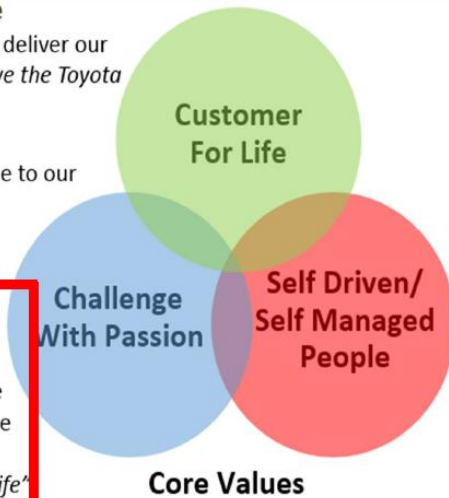 deliver our
ve the Toyota
e to our
Customer
For Life
Challenge
With Passion
Self Driven/
Self Managed
People
e
e
ife"
Core Values